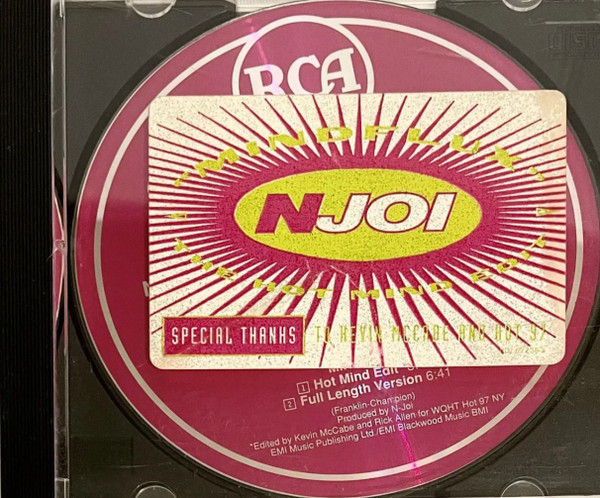 RCA
"MINDFLUX"
N-JOI
THE HOT MIND EDIT
SPECIAL THANKS TO KEVIN MCCABE AND HOT 97
1 Hot Mind Edit
2 Full Length Version 6:41
(Franklin-Champion)
Produced by N-Joi
*Edited by Kevin McCabe and Rick Allen for WQHT Hot 97 NY
EMI Music Publishing Ltd./EMI Blackwood Music BMI